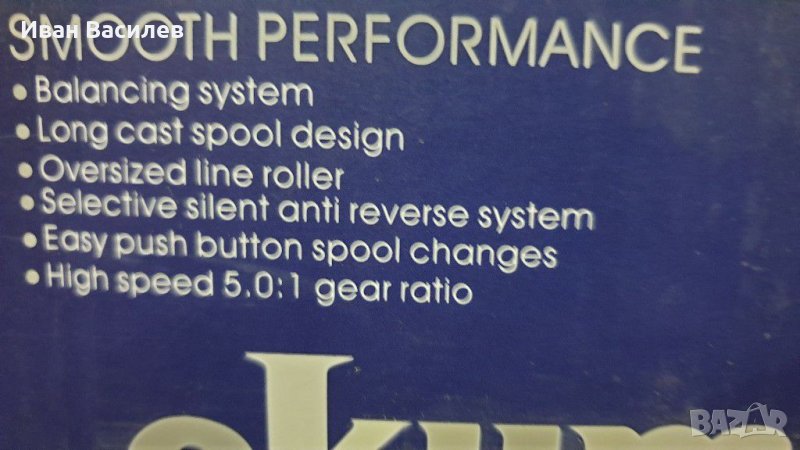 Иван Василев
SMOOTH PERFORMANCE
• Balancing system
• Long cast spool design
• Oversized line roller
• Selective silent anti reverse system
• Easy push button spool changes
• High speed 5.0:1 gear ratio
BAZAR